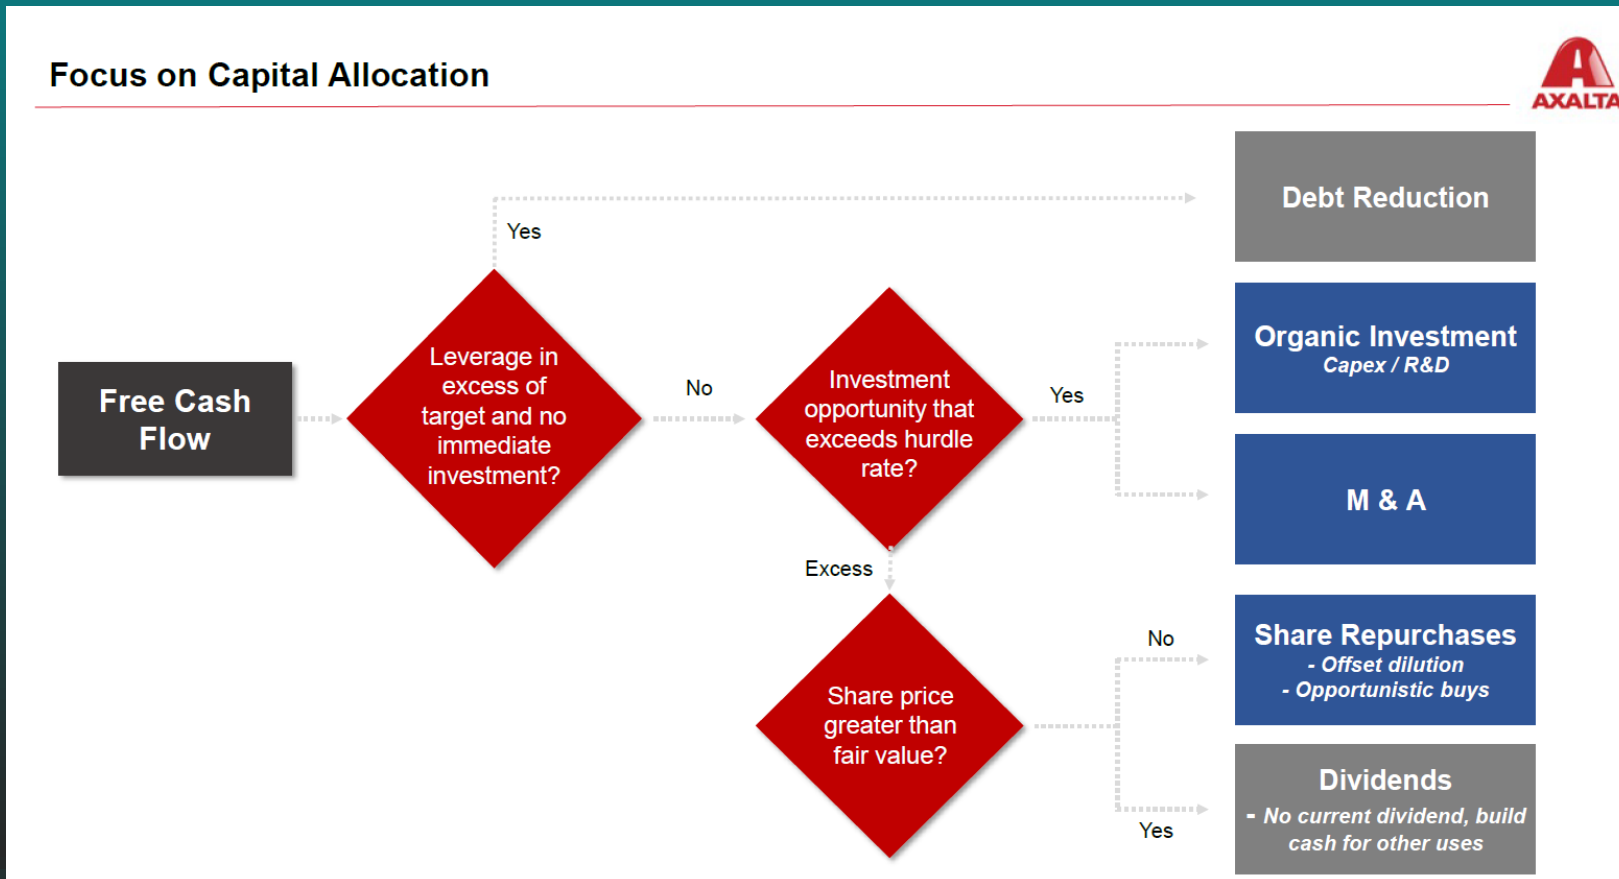 Focus on Capital Allocation
AXALTA
Debt Reduction
Yes
Organic Investment
Capex / R&D
Leverage in
excess of
target and no
immediate
investment?
Free Cash
Flow
No
Investment
opportunity that
exceeds hurdle
rate?
Yes
M & A
Excess
Share Repurchases
- Offset dilution
- Opportunistic buys
No
Share price
greater than
fair value?
Dividends
- No current dividend, build
cash for other uses
Yes